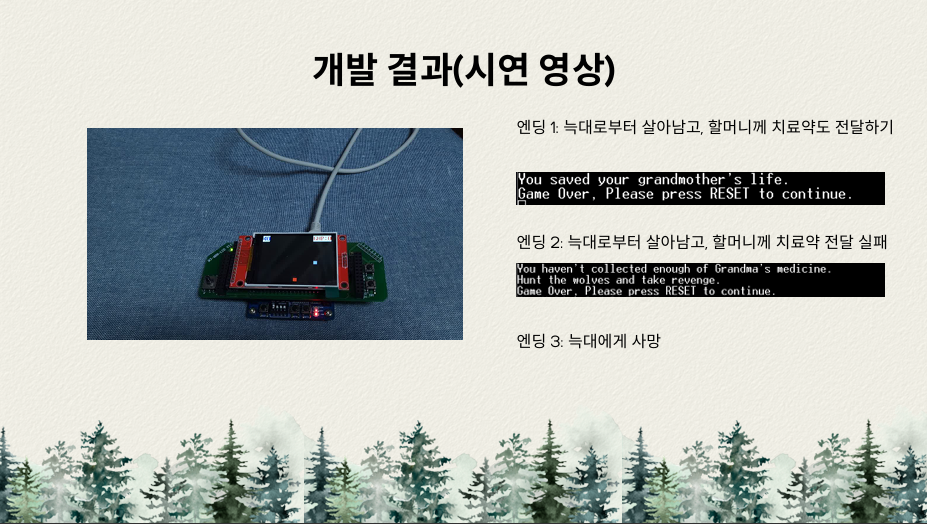 개발 결과(시연 영상)
엔딩 1: 늑대로부터 살아남고, 할머니께 치료약도 전달하기
You saved your grandmother's life.
Game Over, Please press RESET to continue.
엔딩 2: 늑대로부터 살아남고, 할머니께 치료약 전달 실패
You haven't collected enough of Grandma's medicine.
Hunt the wolves and take revenge.
Game Over, Please press RESET to continue.
엔딩 3: 늑대에게 사망